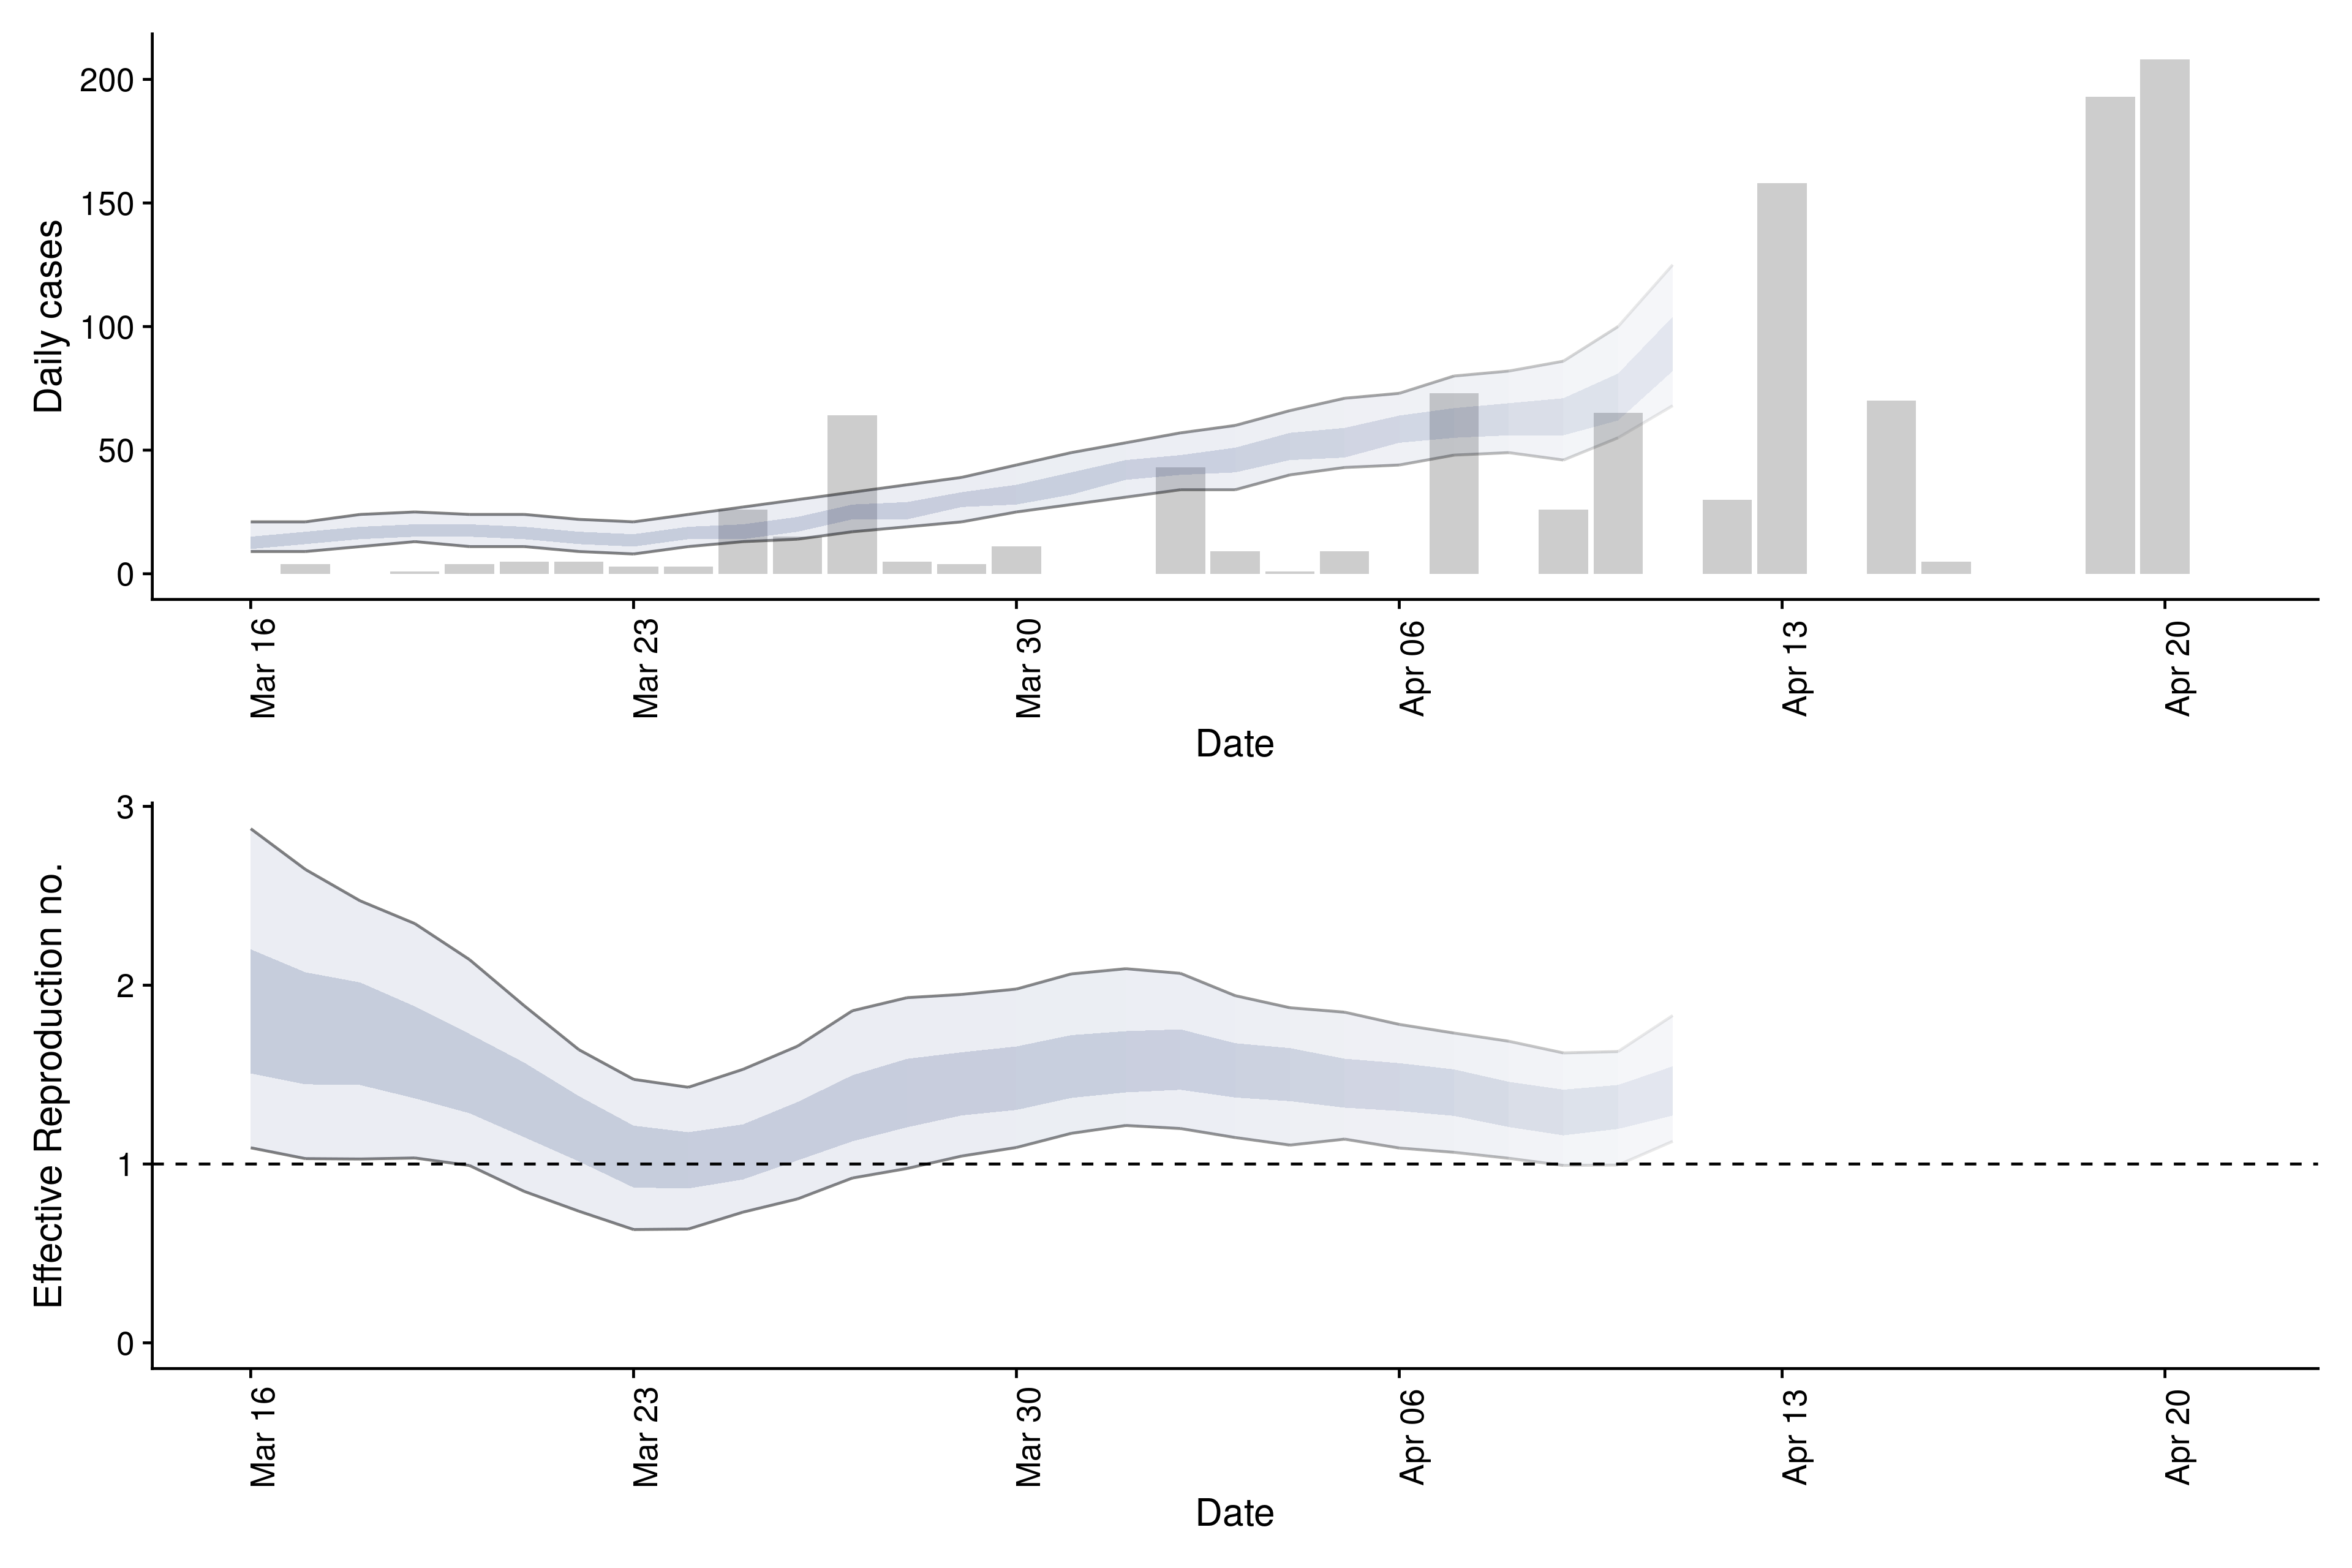 200
150
100
50
0
Daily cases
Mar 16
Mar 23
Mar 30
Apr 06
Apr 13
Apr 20
Date
3
2
1
0
Effective Reproduction no.
Mar 16
Mar 23
Mar 30
Apr 06
Apr 13
Apr 20
Date